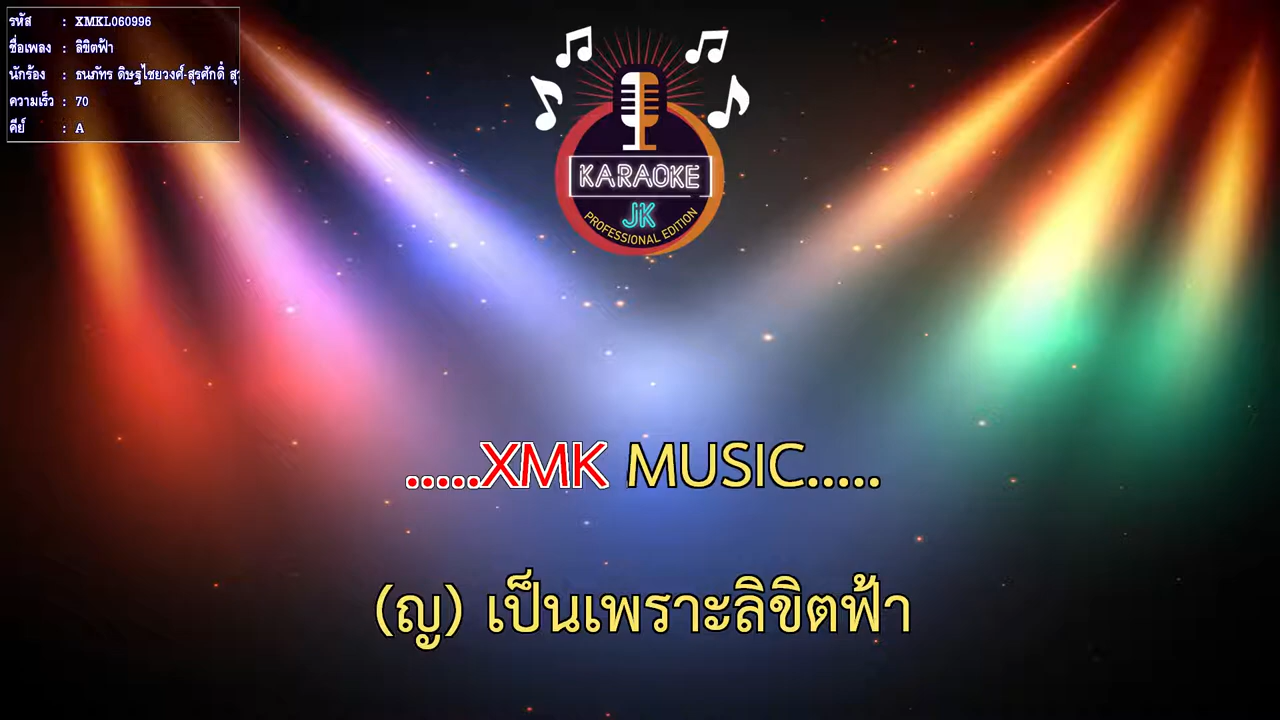 รหัส : XMKL060996
ชื่อเพลง : ลิขิตฟ้า
นักร้อง : ธนภัทร ดิษฐไชยวงศ์-สุรศักดิ์
ความเร็ว : 70
คีย์ : A
KARAOKE
JK
PROFESSIONAL EDITION
.....XMK MUSIC.....
(ญ) เป็นเพราะลิขิตฟ้า